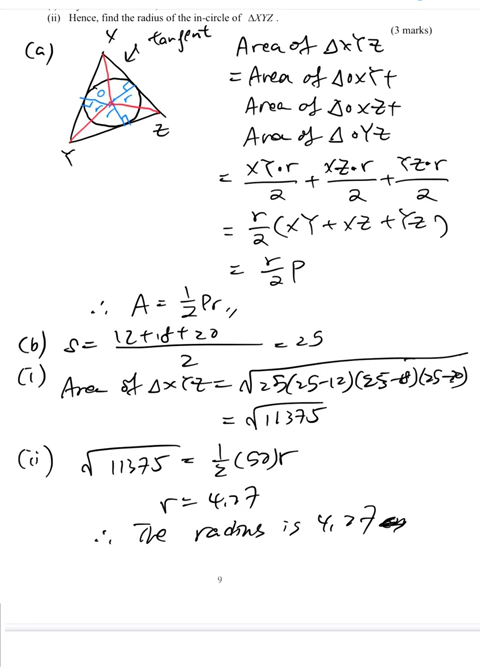 (ii) Hence, find the radius of the in-circle of ΔXYZ.
(3 marks)
(a)
X
tangent
O
r
r
r
Y
Z
Area of ΔXYZ
= Area of ΔOXY+
Area of ΔOXZ+
Area of ΔOYZ
= XY·r/2 + XZ·r/2 + YZ·r/2
= r/2 (XY + XZ + YZ)
= r/2 P
∴ A = 1/2 Pr,,
(b) s = 12+18+20/2 = 25
(i) Area of ΔXYZ = √25(25-12)(25-18)(25-20)
= √11375
(ii) √11375 = 1/2 (50)r
r = 4.27
∴ The radius is 4.27 cm
9